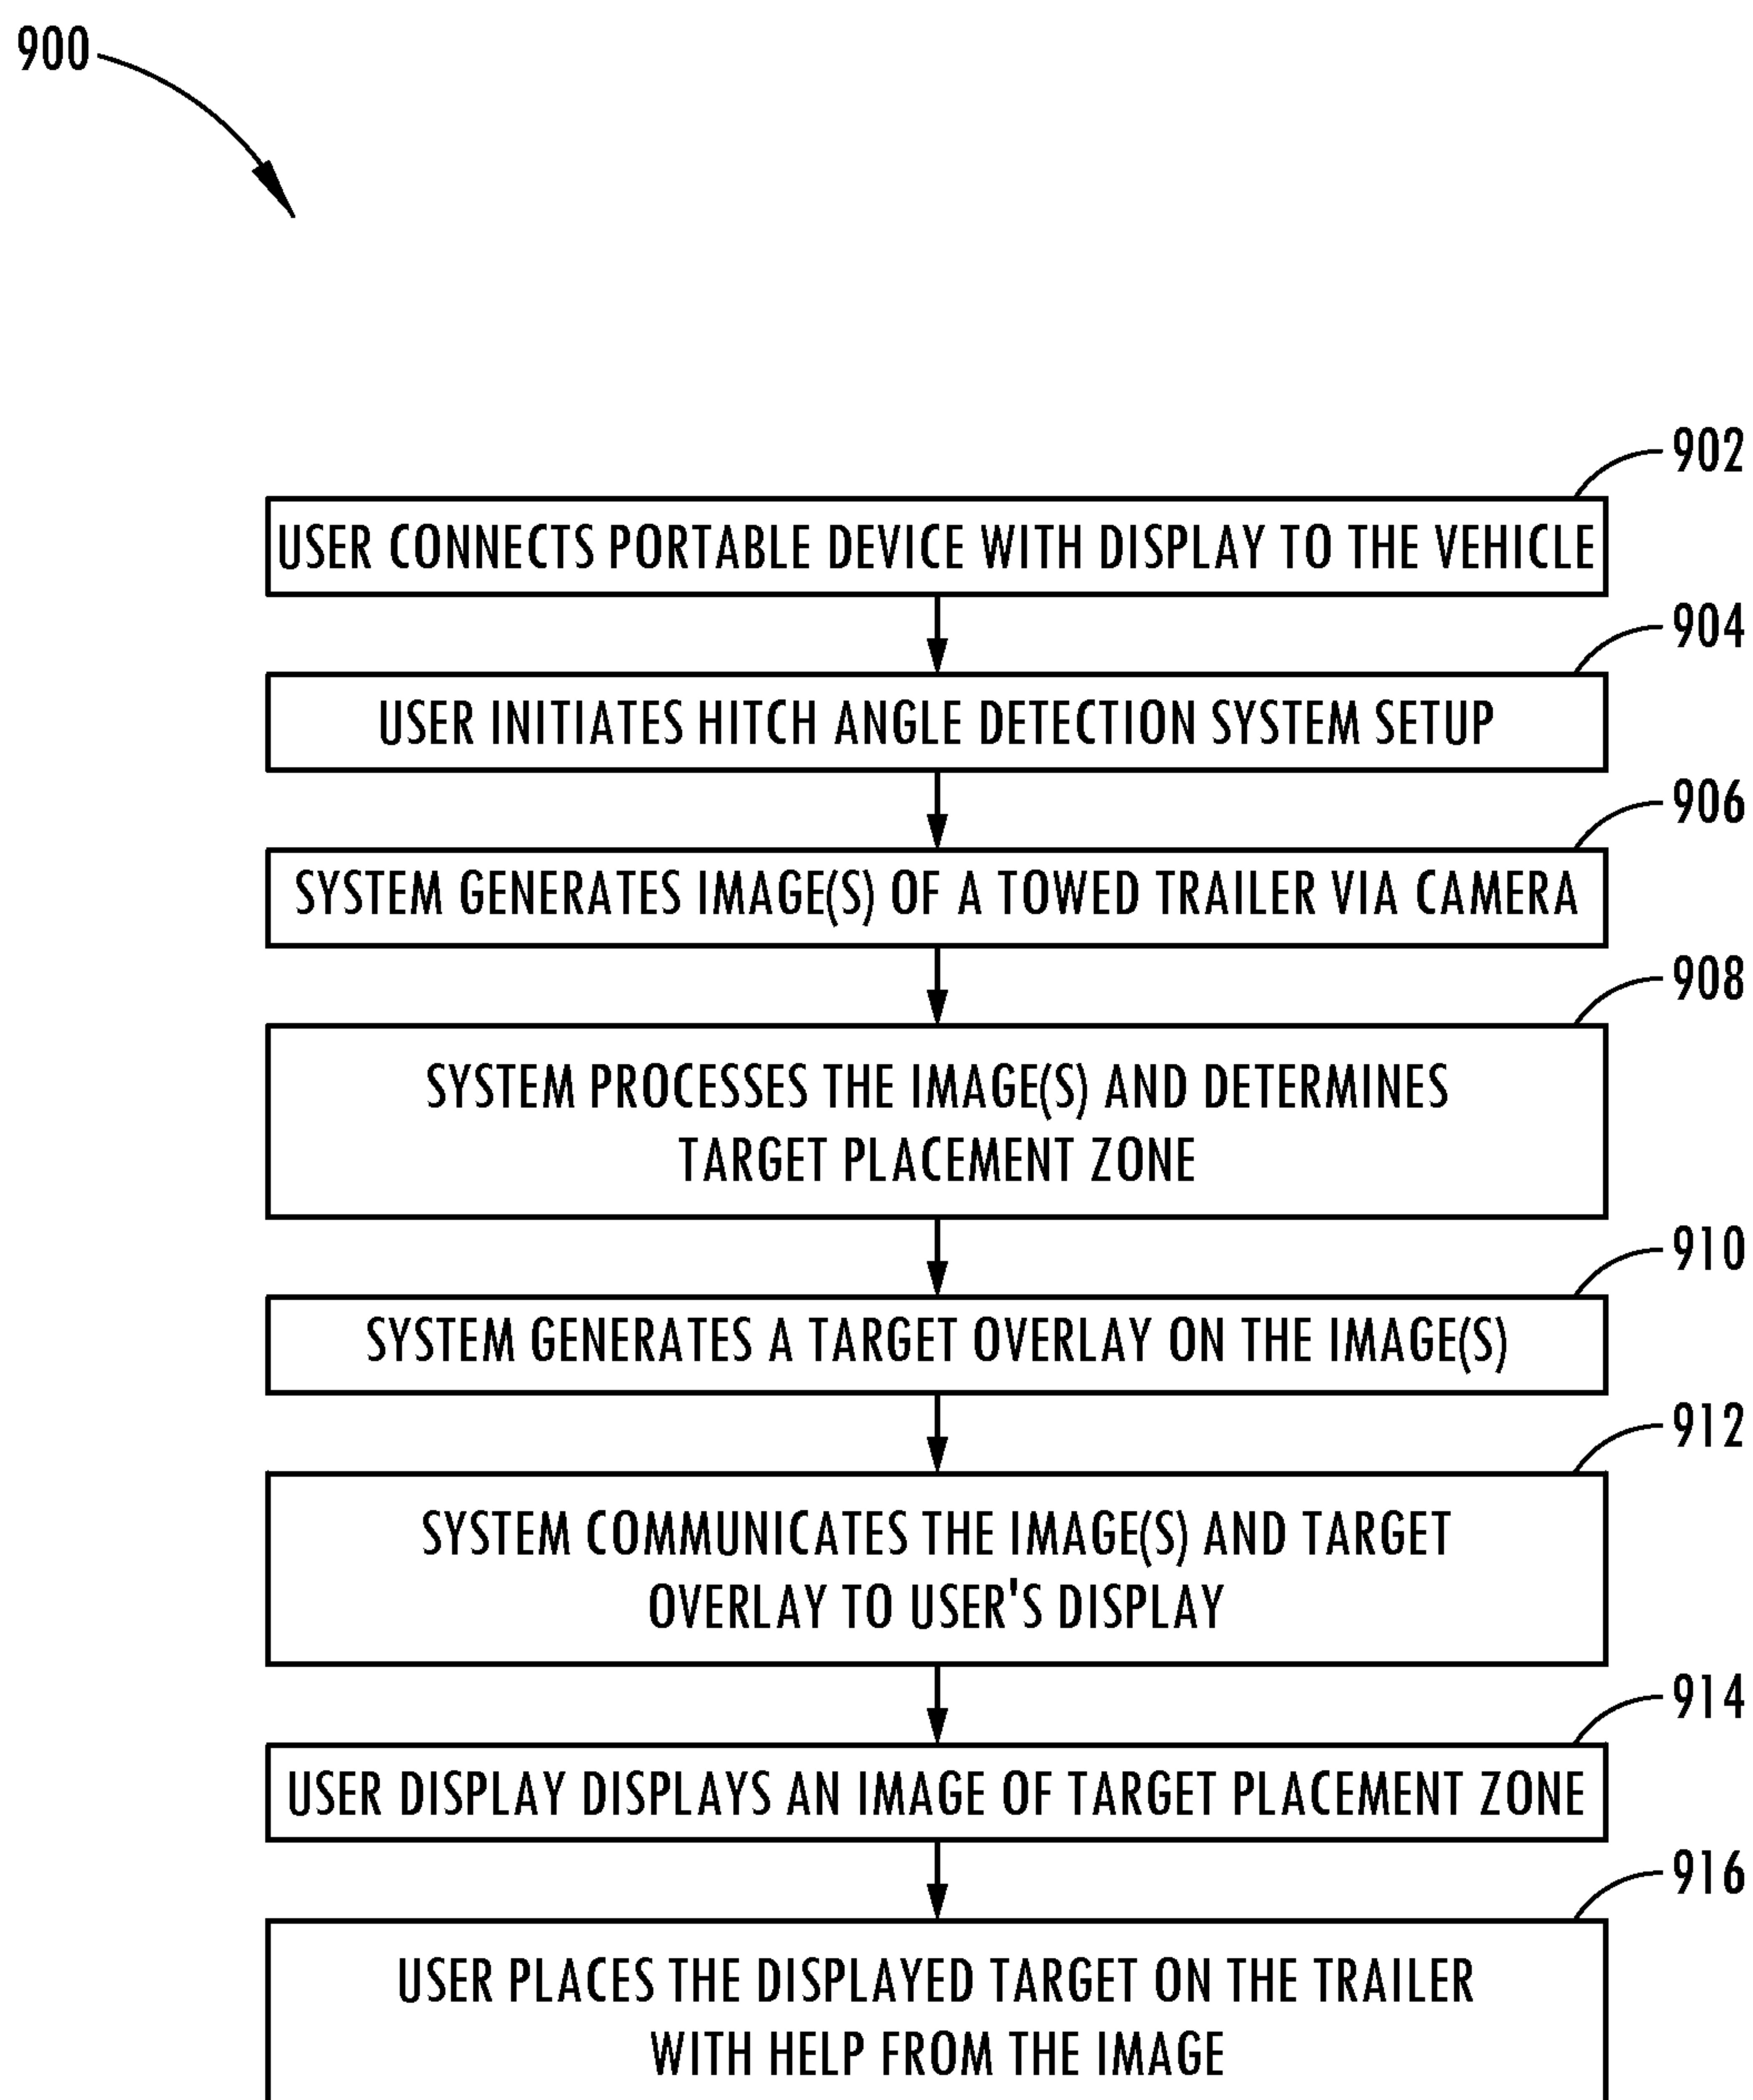 900
902
USER CONNECTS PORTABLE DEVICE WITH DISPLAY TO THE VEHICLE
904
USER INITIATES HITCH ANGLE DETECTION SYSTEM SETUP
906
SYSTEM GENERATES IMAGE(S) OF A TOWED TRAILER VIA CAMERA
908
SYSTEM PROCESSES THE IMAGE(S) AND DETERMINES
TARGET PLACEMENT ZONE
910
SYSTEM GENERATES A TARGET OVERLAY ON THE IMAGE(S)
912
SYSTEM COMMUNICATES THE IMAGE(S) AND TARGET
OVERLAY TO USER'S DISPLAY
914
USER DISPLAY DISPLAYS AN IMAGE OF TARGET PLACEMENT ZONE
916
USER PLACES THE DISPLAYED TARGET ON THE TRAILER
WITH HELP FROM THE IMAGE